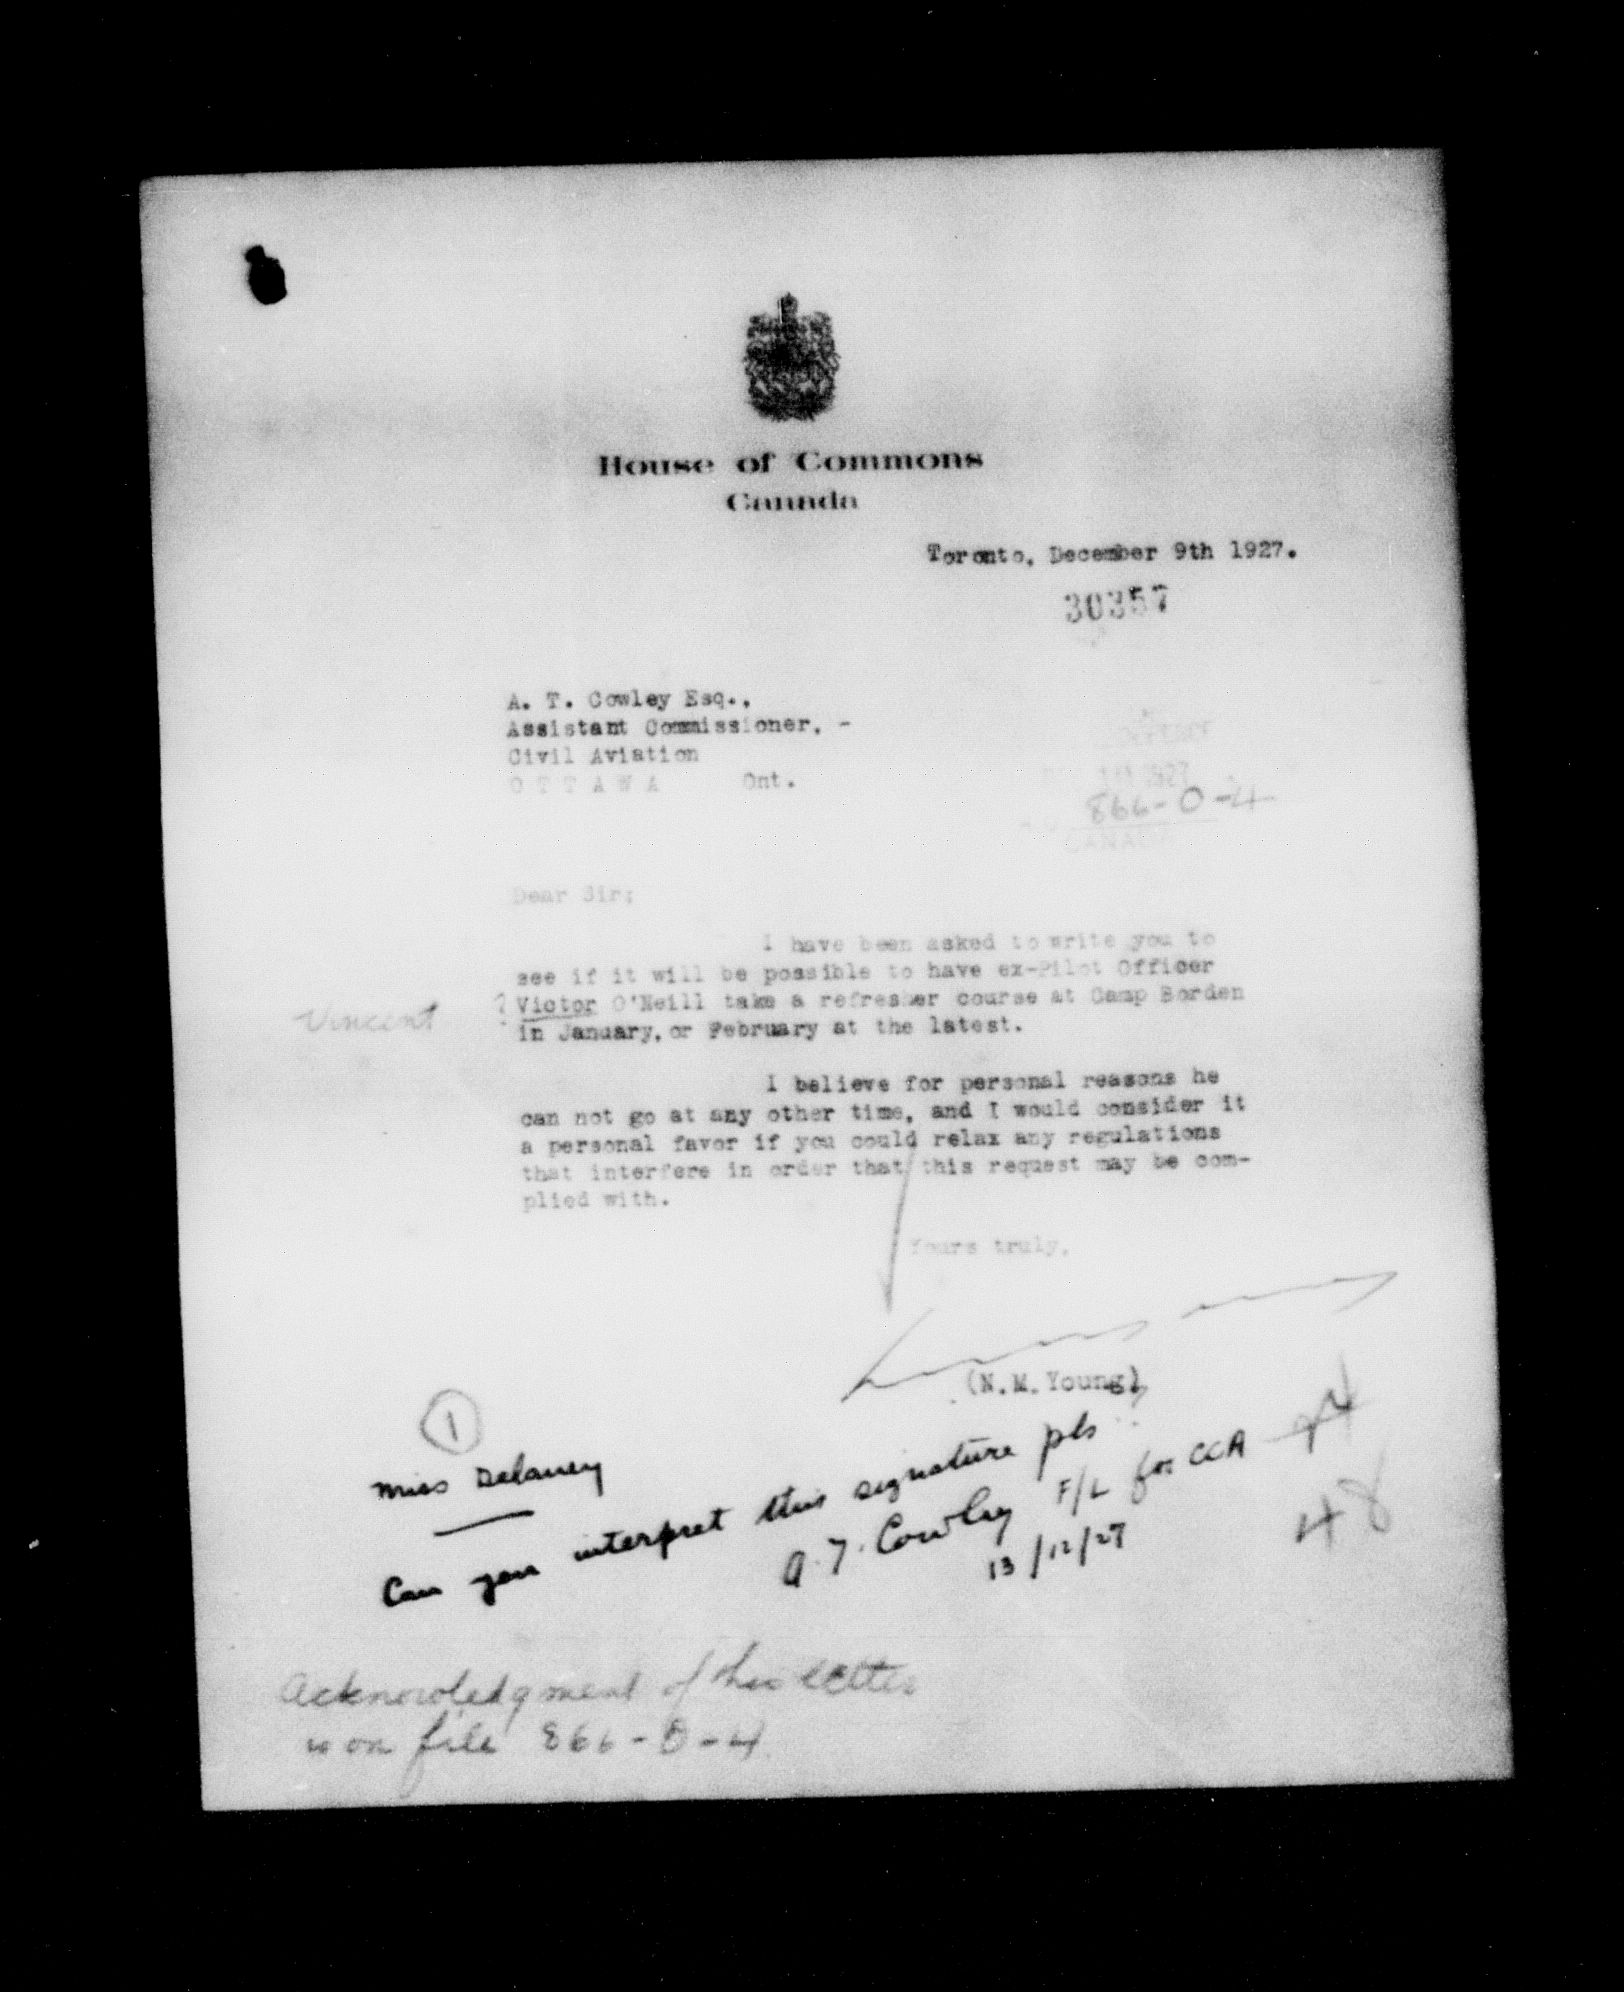 House of Commons
Canada
Toronto, December 9th 1927.
30357
A. T. Cowley Esq.,
Assistant Commissioner, -
Civil Aviation
O T T A W A Ont.
1927
866-0-4
CANADA
Dear Sir;
I have been asked to write you to
see if it will be possible to have ex-Pilot Officer
Vincent ? Victor O'Neill take a refresher course at Camp Borden
in January, or February at the latest.
I believe for personal reasons he
can not go at any other time, and I would consider it
a personal favor if you could relax any regulations
that interfere in order that this request may be com-
plied with.
Yours truly,
(N.M.Young)
1
Miss Delaney
Can you interpret this signature pls
A. T. Cowley F/L for CCA
13/12/27
48
Acknowledgment of this letter
is on file 866-0-4